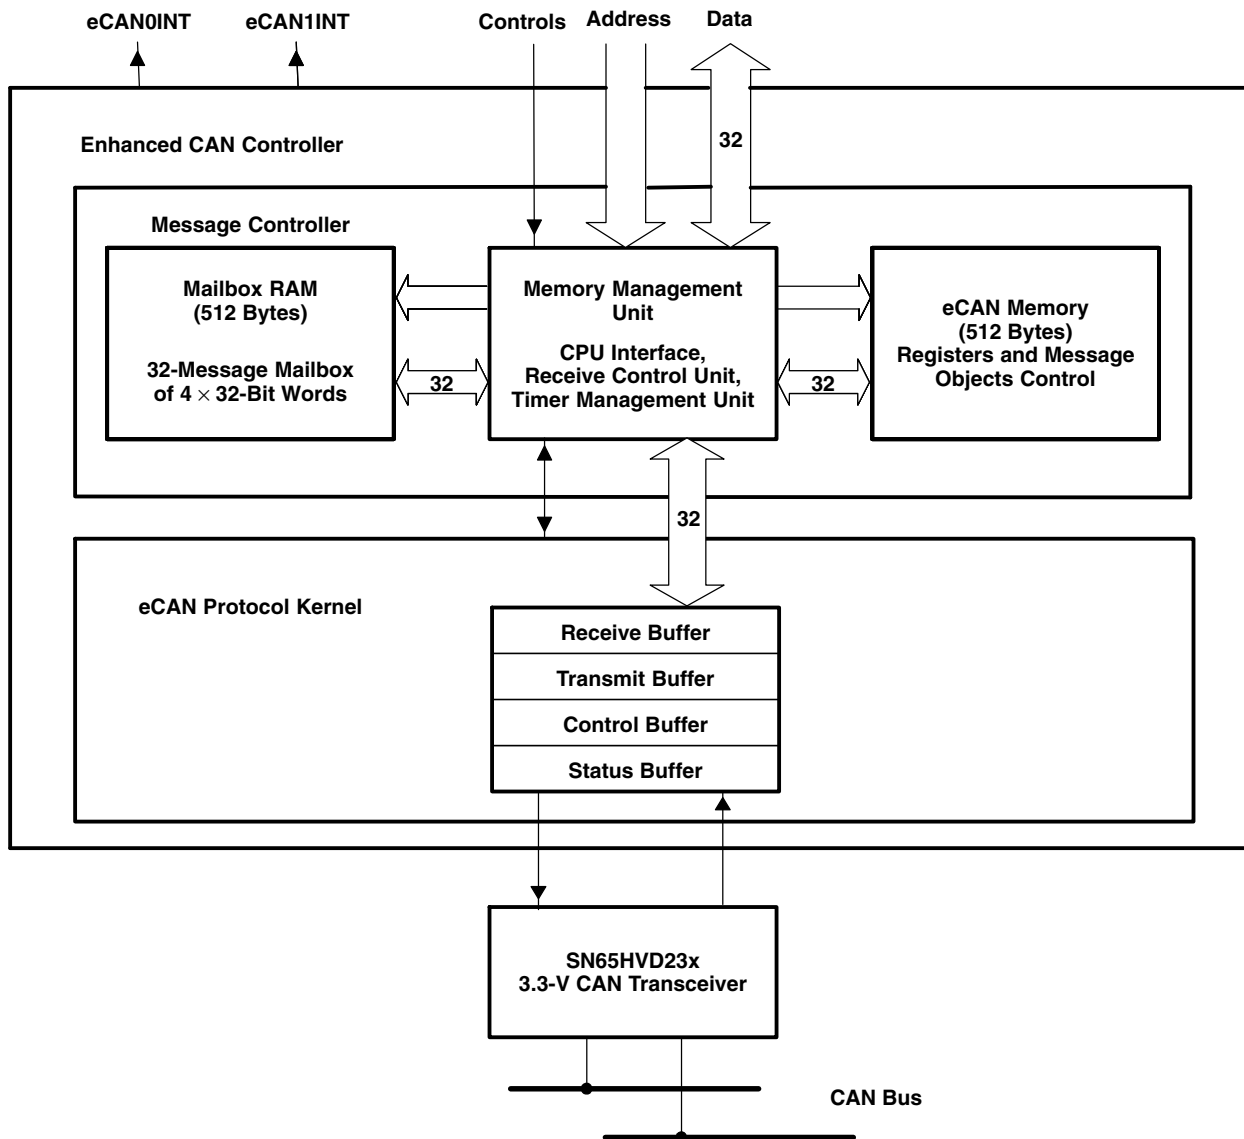 eCAN0INT
eCAN1INT
Controls
Address
Data
32
Enhanced CAN Controller
Message Controller
Mailbox RAM
(512 Bytes)
32-Message Mailbox
of 4 × 32-Bit Words
32
Memory Management
Unit
CPU Interface,
Receive Control Unit,
Timer Management Unit
32
eCAN Memory
(512 Bytes)
Registers and Message
Objects Control
32
eCAN Protocol Kernel
Receive Buffer
Transmit Buffer
Control Buffer
Status Buffer
SN65HVD23x
3.3-V CAN Transceiver
CAN Bus